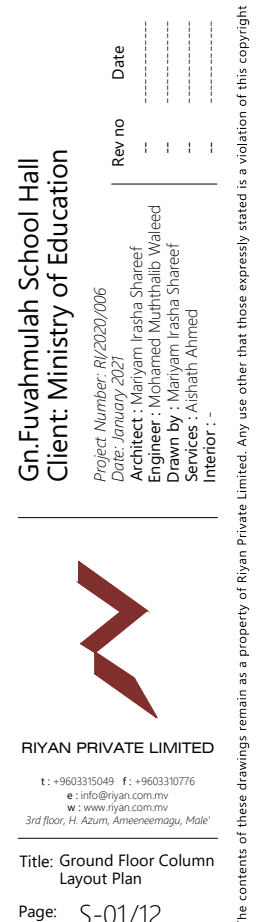 Gn.Fuvahmulah School Hall
Client: Ministry of Education
Project Number: RI/2020/006
Date: January 2021
Architect : Mariyam Irasha Shareef
Engineer : Mohamed Muththalib Waleed
Drawn by : Mariyam Irasha Shareef
Services : Aishath Ahmed
Interior : -
Rev no Date
-- ----------------
-- ----------------
-- ----------------
-- ----------------
RIYAN PRIVATE LIMITED
t : +9603315049 f : +9603310776
e : info@riyan.com.mv
w : www.riyan.com.mv
3rd floor, H. Azum, Ameeneemagu, Male'
Title: Ground Floor Column
Layout Plan
Page: S-01/12
The contents of these drawings remain as a property of Riyan Private Limited. Any use other that those expressly stated is a violation of this copyright